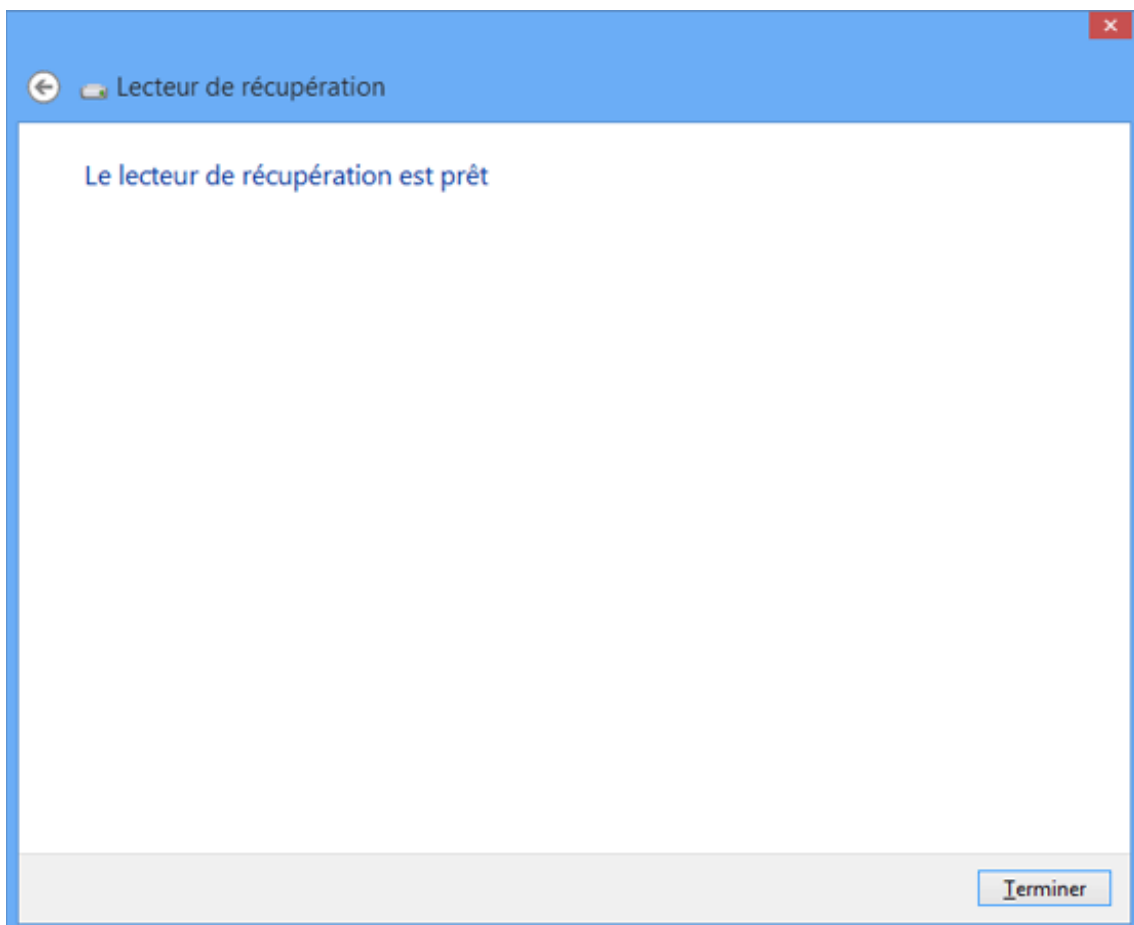 Lecteur de récupération
Le lecteur de récupération est prêt
Terminer